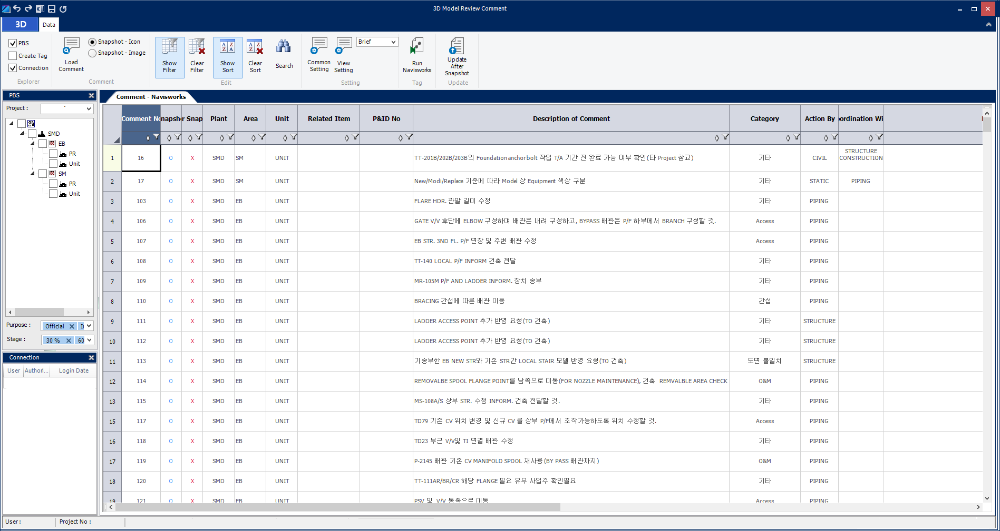 3D Model Review Comment
3D Data
PBS
Create Tag
Connection
Explorer
Load Comment
Snapshot - Icon
Snapshot - Image
Comment
Show Filter
Clear Filter
Show Sort
Clear Sort
Search
Edit
Common Setting
View Setting
Brief
Setting
Run Navisworks
Tag
Update After Snapshot
Update
PBS
Project :
SMD
EB
PR
Unit
SM
PR
Unit
Purpose : Official
Stage : 30 % 60
Connection
User Authori... Login Date
Comment - Navisworks
Comment No napsho r Snap Plant Area Unit Related Item P&ID No Description of Comment Category Action By ordination Wi
1 16 O X SMD SM UNIT TT-201B/202B/203B의 Foundation anchor bolt 작업 T/A 기간 전 완료 가능 여부 확인(타 Project 참고) 기타 CIVIL STRUCTURE CONSTRUCTION
2 17 O X SMD SM UNIT New/Modi/Replace 기준에 따라 Model 상 Equipment 색상 구분 기타 STATIC PIPING
3 103 O X SMD EB UNIT FLARE HDR. 관말 길이 수정 기타 PIPING
4 106 O X SMD EB UNIT GATE V/V 후단에 ELBOW 구성하여 배관은 내려 구성하고, BYPASS 배관은 P/F 하부에서 BRANCH 구성할 것. Access PIPING
5 107 O X SMD EB UNIT EB STR. 3ND FL. P/F 연장 및 주변 배관 수정 Access PIPING
6 108 O X SMD EB UNIT TT-140 LOCAL P/F INFORM 건축 전달 기타 PIPING
7 109 O X SMD EB UNIT MR-105M P/F AND LADDER INFORM. 장치 송부 기타 PIPING
8 110 O X SMD EB UNIT BRACING 간섭에 따른 배관 이동 간섭 PIPING
9 111 O X SMD EB UNIT LADDER ACCESS POINT 추가 반영 요청(TO 건축) 기타 STRUCTURE
10 112 O X SMD EB UNIT LADDER ACCESS POINT 추가 반영 요청(TO 건축) 기타 STRUCTURE
11 113 O X SMD EB UNIT 기송부한 EB NEW STR와 기존 STR간 LOCAL STAIR 모델 반영 요청(TO 건축) 도면 불일치 STRUCTURE
12 114 O X SMD EB UNIT REMOVALBE SPOOL FLANGE POINT를 남쪽으로 이동(FOR NOZZLE MAINTENANCE), 건축 REMVALBLE AREA CHECK O&M PIPING
13 115 O X SMD EB UNIT MS-108A/S 상부 STR. 수정 INFORM. 건축 전달할 것. 기타 PIPING
15 117 O X SMD EB UNIT TD79 기존 CV 위치 변경 및 신규 CV 를 상부 P/F에서 조작가능하도록 위치 수정할 것. Access PIPING
16 118 O X SMD EB UNIT TD23 부근 V/V및 TI 연결 배관 수정 기타 PIPING
17 119 O X SMD EB UNIT P-2145 배관 기존 CV MANIFOLD SPOOL 재사용(BY PASS 배관까지) O&M PIPING
18 120 O X SMD EB UNIT TT-111AR/BR/CR 해당 FLANGE 필요 유무 사업주 확인필요 기타 PIPING
19 121 O X SMD EB UNIT PSV 및 V/V 동쪽으로 이동 Access PIPING
User : Project No :